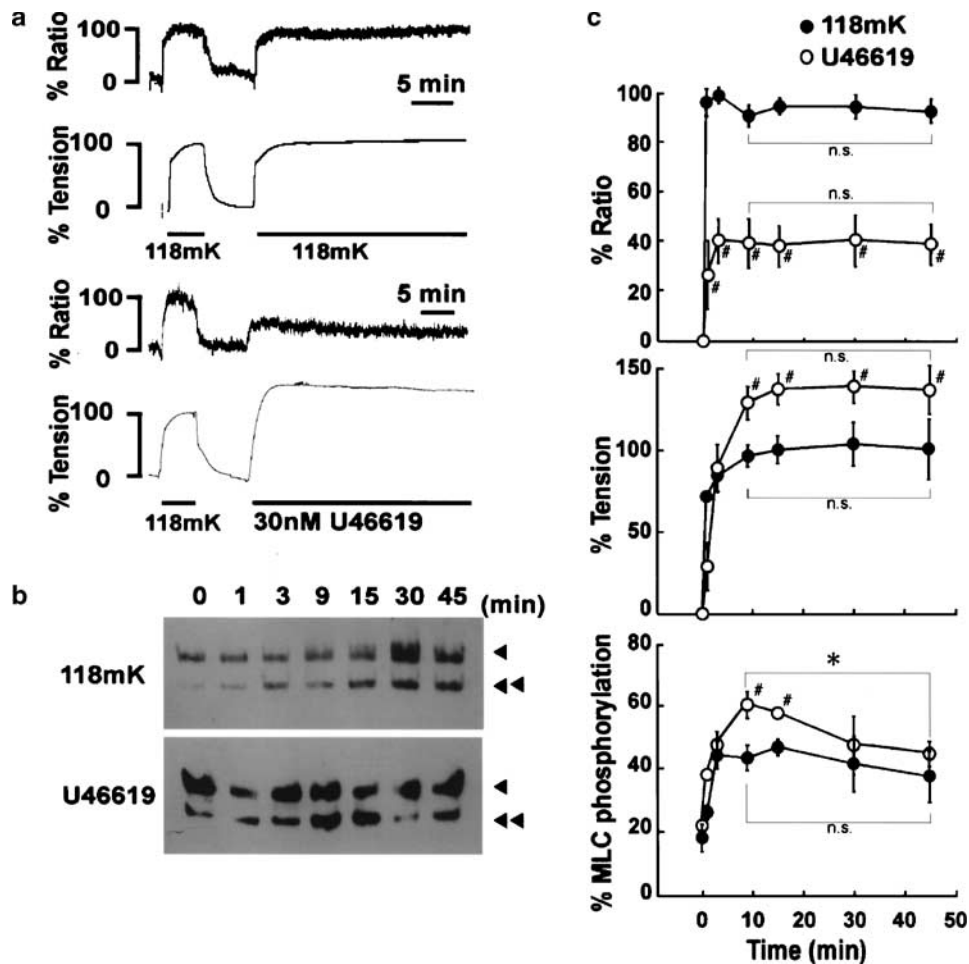 a
% Ratio
100
0
5 min
% Tension
100
0
118mK
118mK
5 min
% Ratio
100
0
% Tension
100
0
118mK
30nM U46619
b
0 1 3 9 15 30 45 (min)
118mK
U46619
c
118mK
U46619
% Ratio
100
80
60
40
20
0
n.s.
n.s.
# # # # # #
% Tension
150
100
50
0
n.s.
# # # #
n.s.
% MLC phosphorylation
80
60
40
20
0
*
# #
n.s.
0 10 20 30 40 50
Time (min)